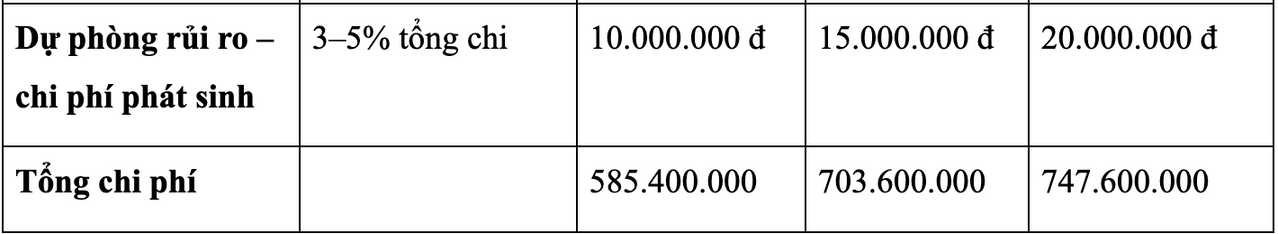 Dự phòng rủi ro – 3–5% tổng chi 10.000.000 đ 15.000.000 đ 20.000.000 đ
chi phí phát sinh
Tổng chi phí 585.400.000 703.600.000 747.600.000